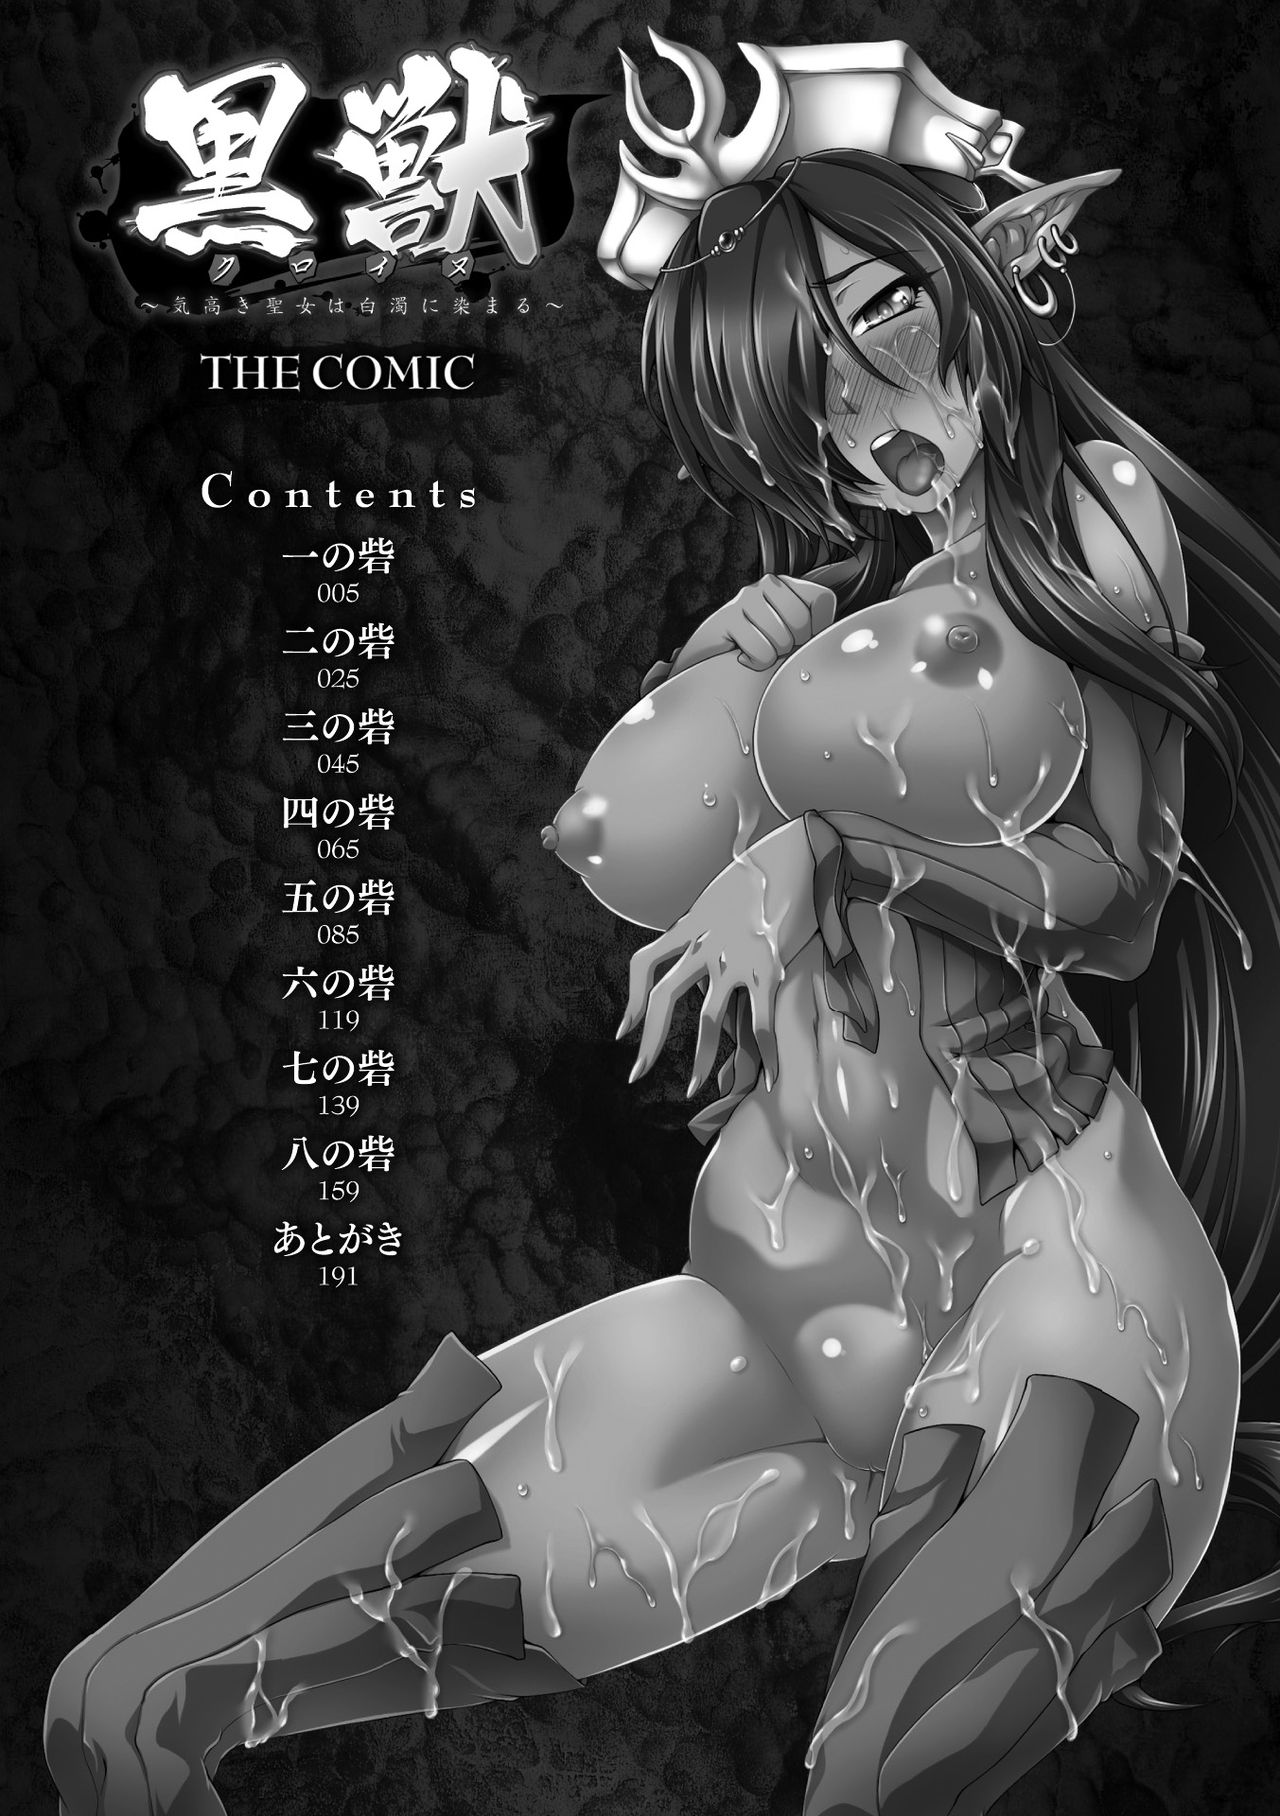 黒獣
クロイヌ
～気高き聖女は白濁に染まる～
THE COMIC
Contents
一の砦
005
二の砦
025
三の砦
045
四の砦
065
五の砦
085
六の砦
119
七の砦
139
八の砦
159
あとがき
191